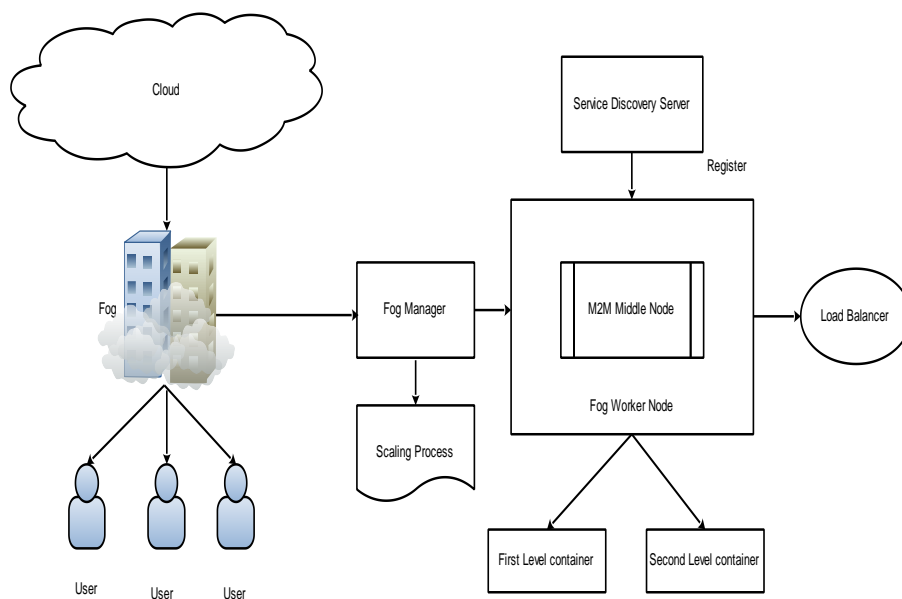 Cloud
Service Discovery Server
Register
Fog
Fog Manager
M2M Middle Node
Load Balancer
Fog Worker Node
Scaling Process
First Level container
Second Level container
User
User
User